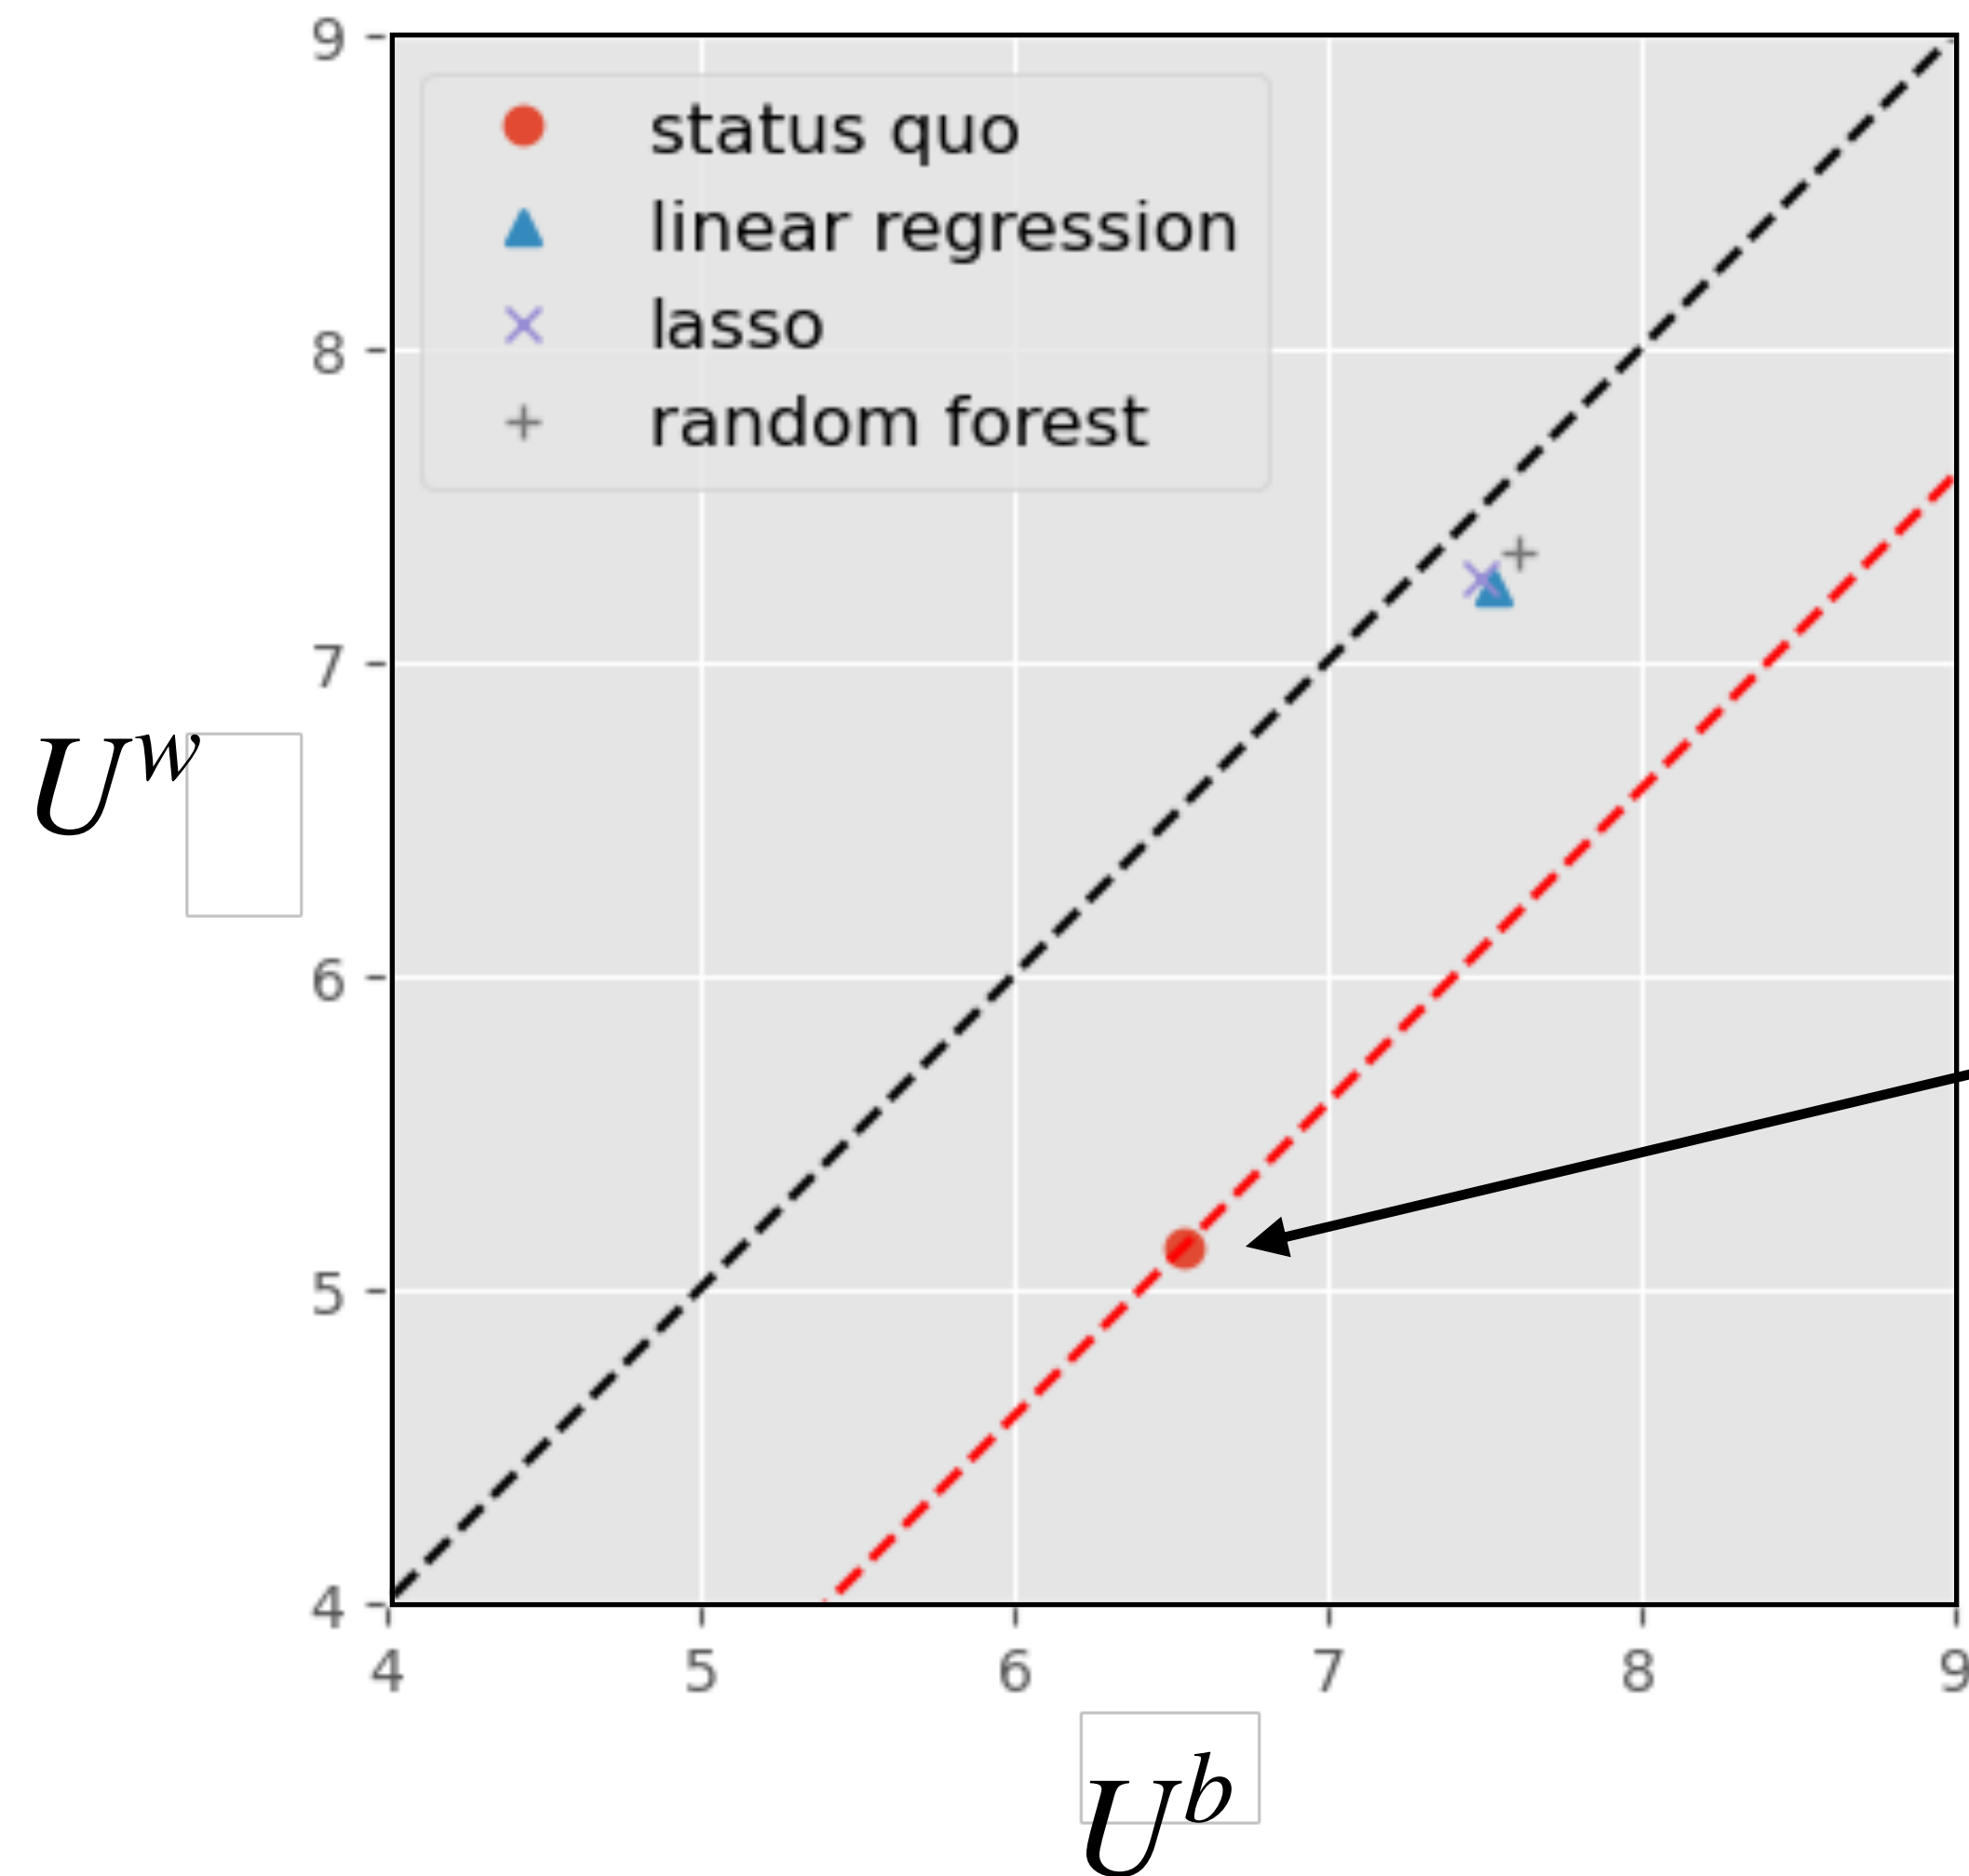 9
status quo
linear regression
lasso
random forest
8
7
U^w
6
5
4
4 5 6 7 8 9
U^b